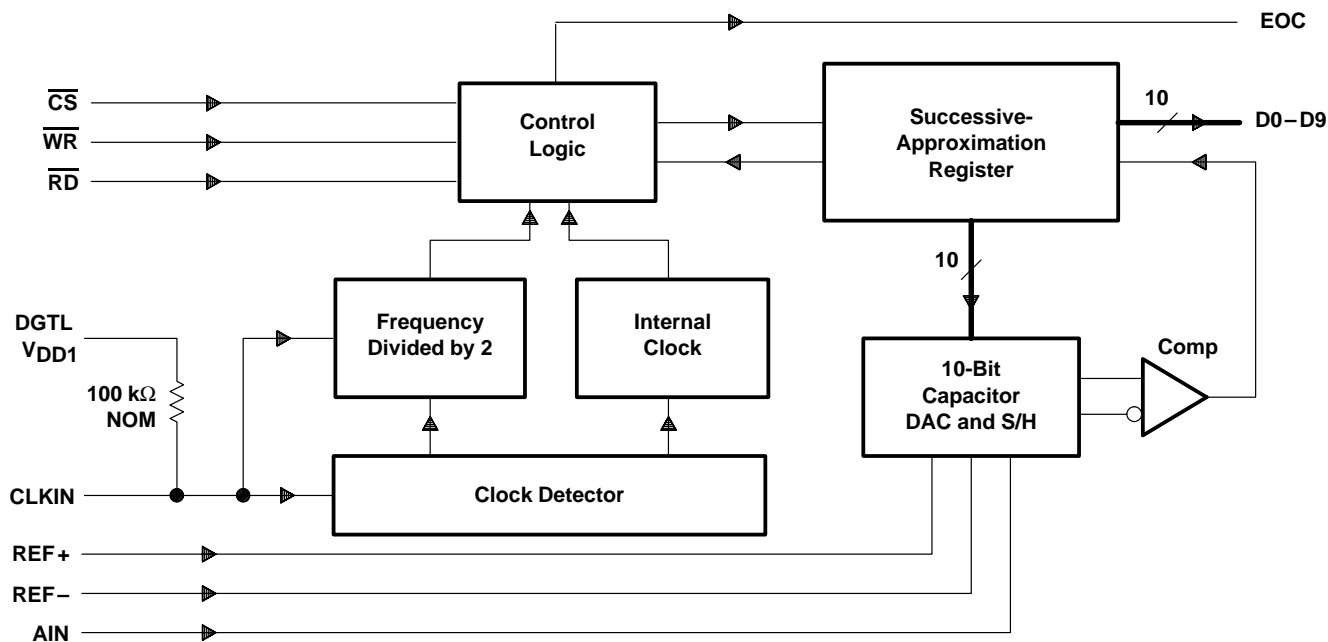 EOC
CS
WR
RD
Control
Logic
Successive-
Approximation
Register
10
D0–D9
10
DGTL
VDD1
100 kΩ
NOM
Frequency
Divided by 2
Internal
Clock
10-Bit
Capacitor
DAC and S/H
Comp
CLKIN
Clock Detector
REF+
REF–
AIN